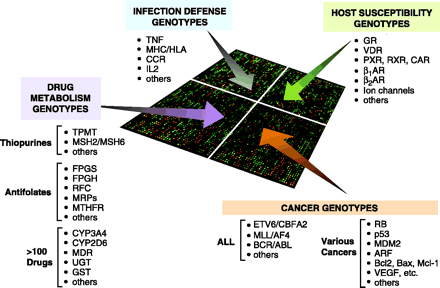 INFECTION DEFENSE
GENOTYPES
• TNF
• MHC/HLA
• CCR
• IL2
• others
HOST SUSCEPTIBILITY
GENOTYPES
• GR
• VDR
• PXR, RXR, CAR
• β1AR
• β2AR
• Ion channels
• others
DRUG
METABOLISM
GENOTYPES
Thiopurines
• TPMT
• MSH2/MSH6
• others
Antifolates
• FPGS
• FPGH
• RFC
• MRPs
• MTHFR
• others
>100
Drugs
• CYP3A4
• CYP2D6
• MDR
• UGT
• GST
• others
CANCER GENOTYPES
ALL
• ETV6/CBFA2
• MLL/AF4
• BCR/ABL
• others
Various
Cancers
• RB
• p53
• MDM2
• ARF
• Bcl2, Bax, Mcl-1
• VEGF, etc.
• others